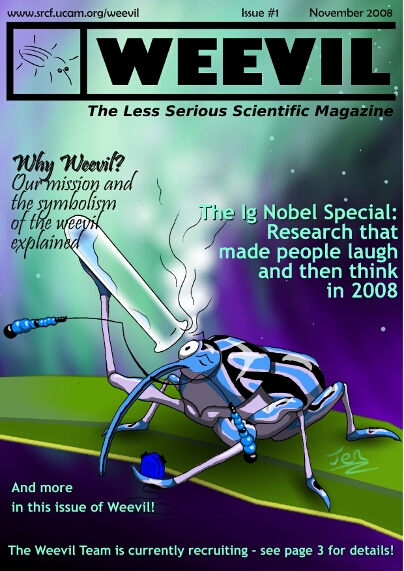 www.srcf.ucam.org/weevil Issue #1 November 2008
WEEVIL
The Less Serious Scientific Magazine
Why Weevil?
Our mission and
the symbolism
of the weevil
explained
The Ig Nobel Special:
Research that
made people laugh
and then think
in 2008
Jen
And more
in this issue of Weevil!
The Weevil Team is currently recruiting - see page 3 for details!